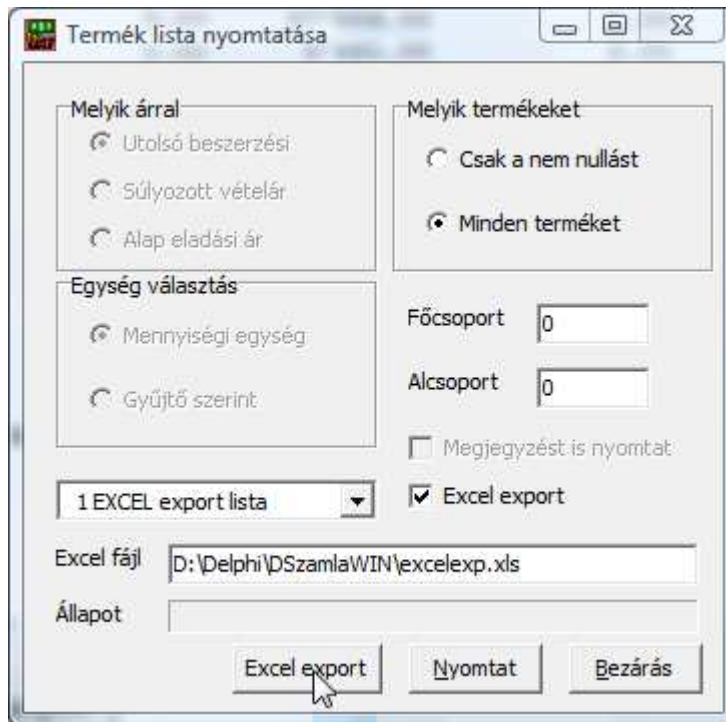 Termék lista nyomtatása
Melyik árral
Utolsó beszerzési
Súlyozott vételár
Alap eladási ár
Melyik termékeket
Csak a nem nullást
Minden terméket
Egység választás
Mennyiségi egység
Gyűjtő szerint
Főcsoport 0
Alcsoport 0
Megjegyzést is nyomtat
1 EXCEL export lista
Excel export
Excel fájl D:\Delphi\DSzamlaWIN\excelexp.xls
Állapot
Excel export Nyomtat Bezárás